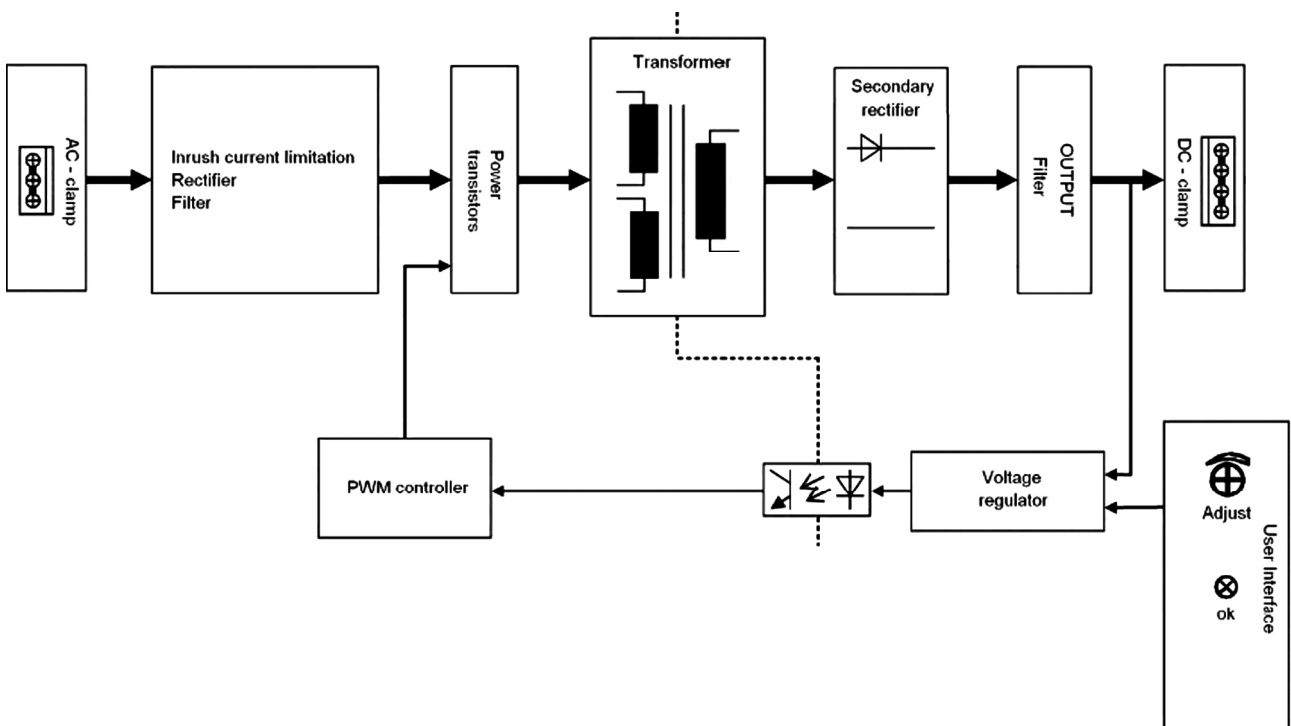 AC - clamp
Inrush current limitation
Rectifier
Filter
Power
transistors
Transformer
Secondary
rectifier
OUTPUT
Filter
DC - clamp
PWM controller
Voltage
regulator
Adjust
ok
User Interface